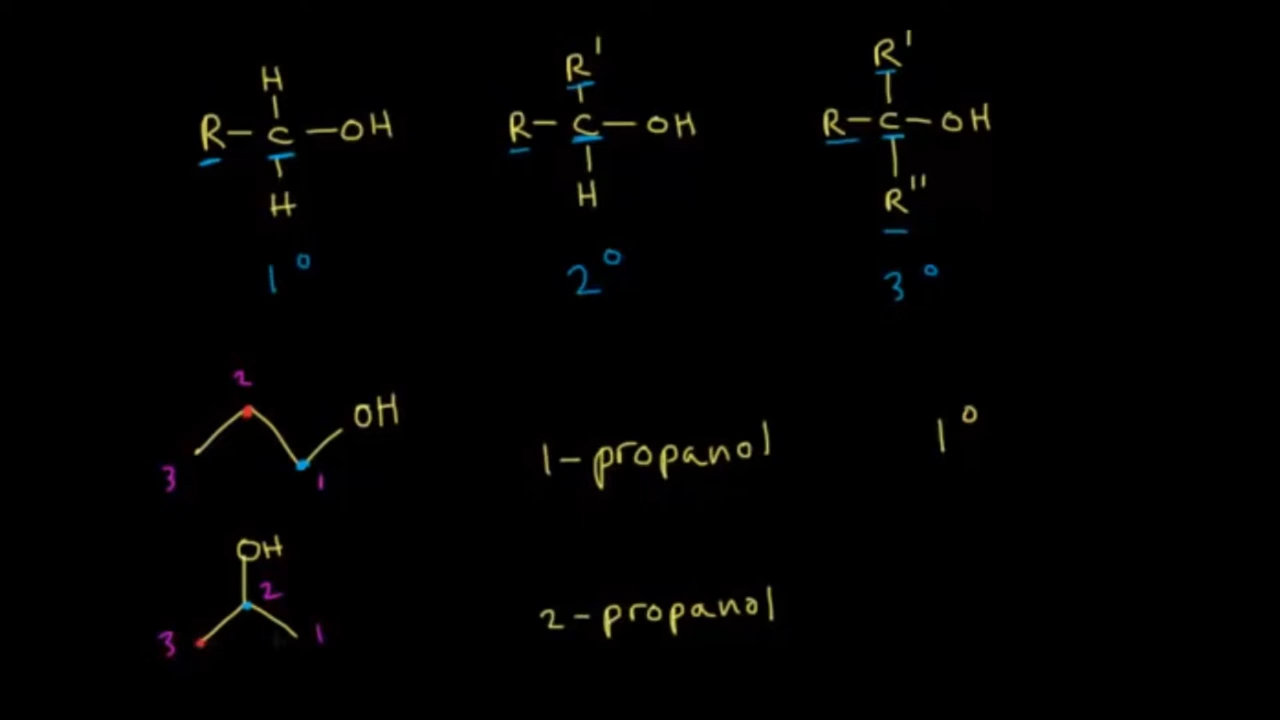 H
R-C-OH
H
1°
R'
R-C-OH
H
2°
R'
R-C-OH
R"
3°
2
OH
3
1
1-propanol
1°
OH
2
3
1
2-propanol